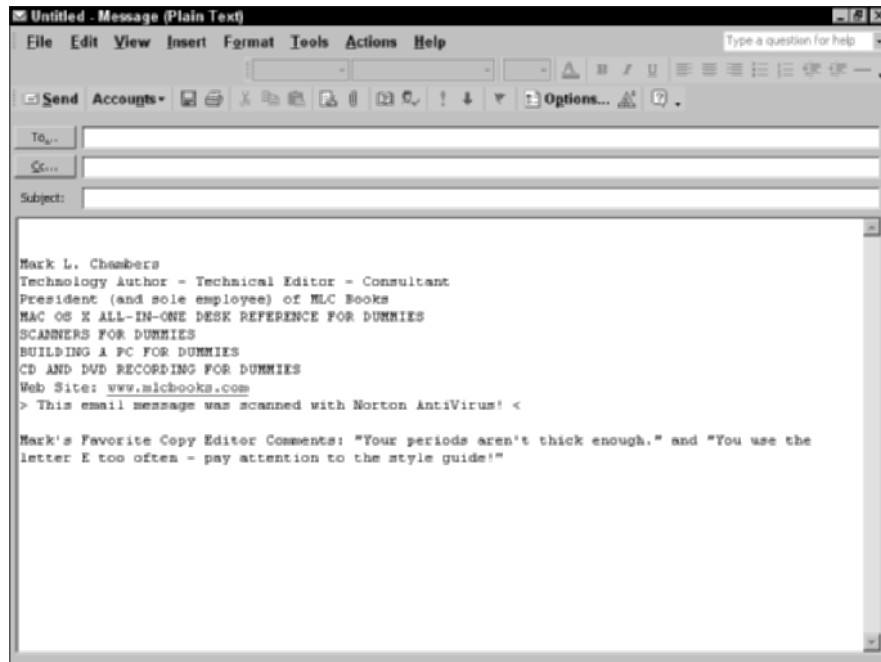 Untitled - Message (Plain Text)
File Edit View Insert Format Tools Actions Help Type a question for help
Send Accounts Options...
To...
Cc...
Subject:
Mark L. Chambers
Technology Author - Technical Editor - Consultant
President (and sole employee) of MLC Books
MAC OS X ALL-IN-ONE DESK REFERENCE FOR DUMMIES
SCANNERS FOR DUMMIES
BUILDING A PC FOR DUMMIES
CD AND DVD RECORDING FOR DUMMIES
Web Site: www.mlcbooks.com
> This email message was scanned with Norton AntiVirus! <
Mark's Favorite Copy Editor Comments: "Your periods aren't thick enough." and "You use the
letter E too often - pay attention to the style guide!"